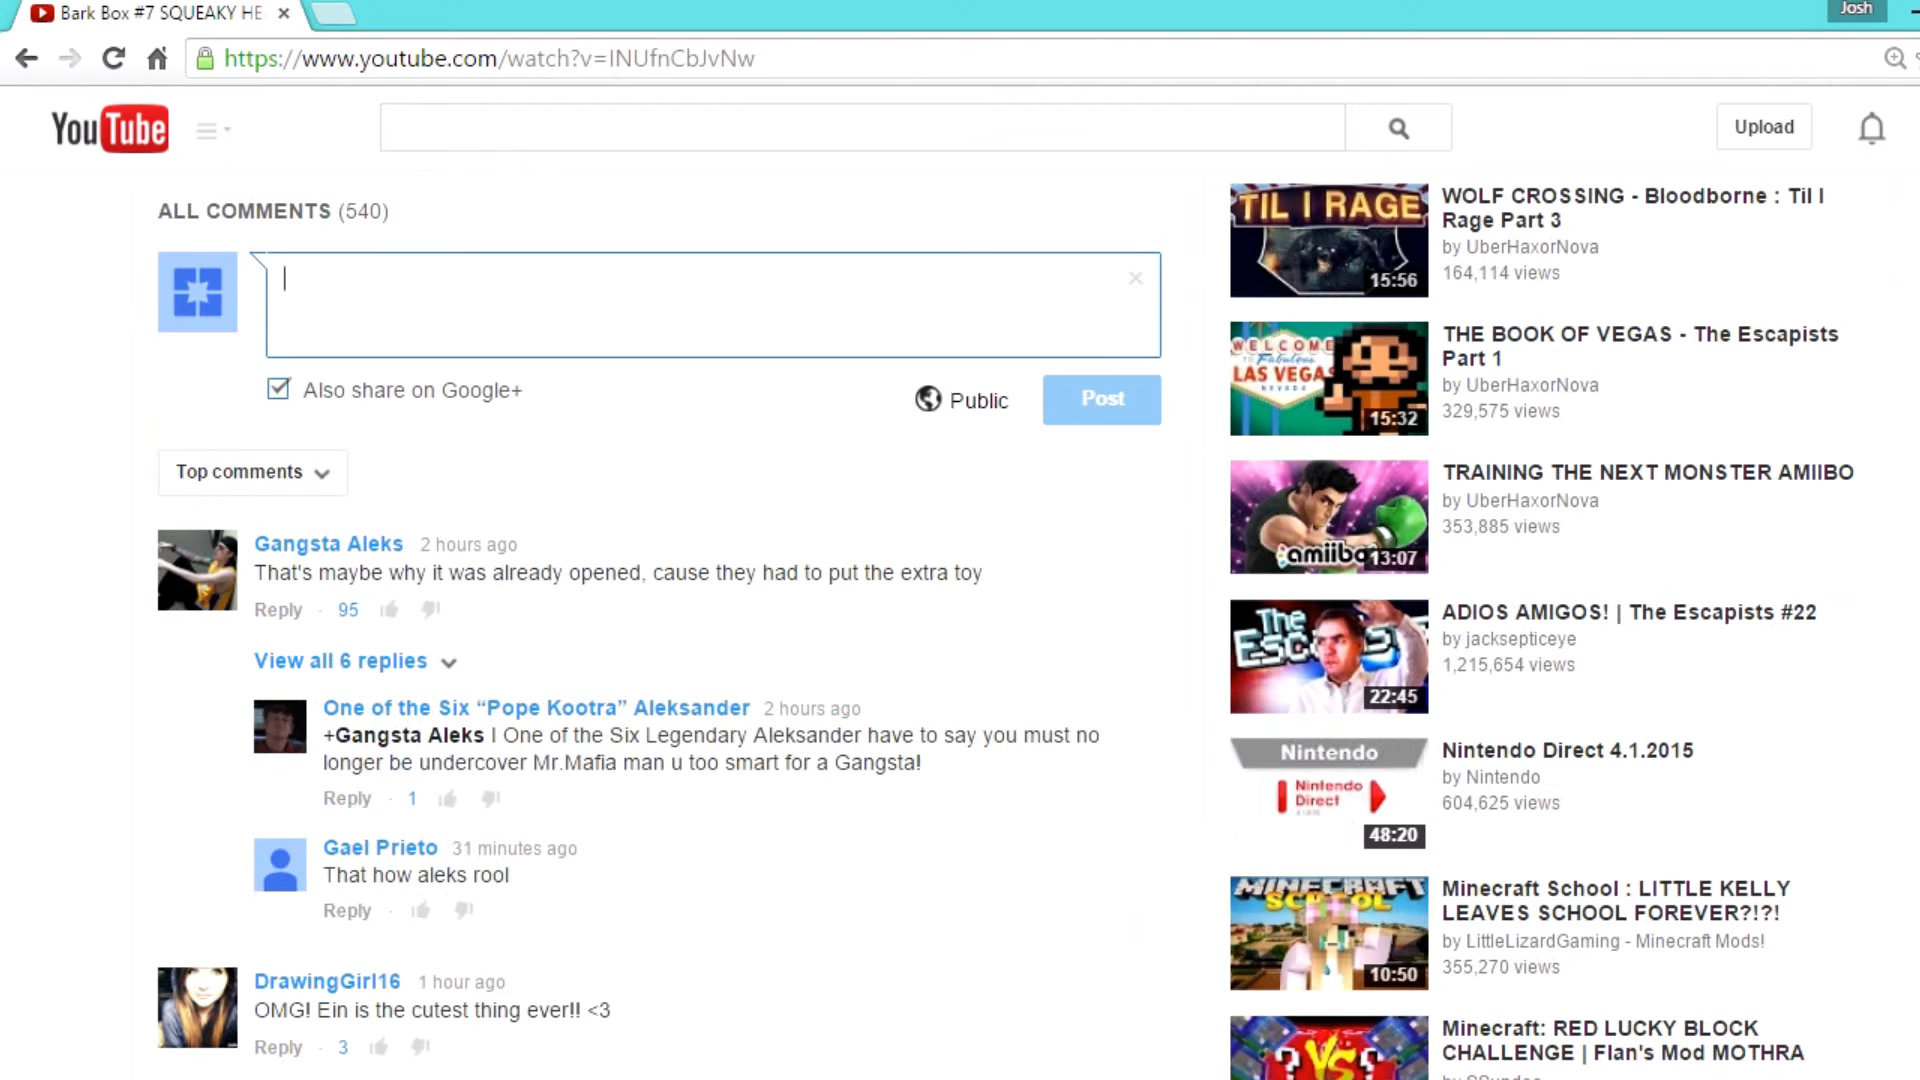 Bark Box #7 SQUEAKY HE
Josh
https://www.youtube.com/watch?v=INUfnCbJvNw
YouTube
Upload
ALL COMMENTS (540)
Also share on Google+
Public
Post
Top comments
Gangsta Aleks 2 hours ago
That's maybe why it was already opened, cause they had to put the extra toy
Reply · 95
View all 6 replies
One of the Six “Pope Kootra” Aleksander 2 hours ago
+Gangsta Aleks I One of the Six Legendary Aleksander have to say you must no
longer be undercover Mr.Mafia man u too smart for a Gangsta!
Reply · 1
Gael Prieto 31 minutes ago
That how aleks rool
Reply ·
DrawingGirl16 1 hour ago
OMG! Ein is the cutest thing ever!! <3
Reply · 3
TIL I RAGE
15:56
WOLF CROSSING - Bloodborne : Til I
Rage Part 3
by UberHaxorNova
164,114 views
WELCOME
TO Fabulous
LAS VEGAS
NEVADA
15:32
THE BOOK OF VEGAS - The Escapists
Part 1
by UberHaxorNova
329,575 views
amiibo
13:07
TRAINING THE NEXT MONSTER AMIIBO
by UberHaxorNova
353,885 views
The
22:45
ADIOS AMIGOS! | The Escapists #22
by jacksepticeye
1,215,654 views
Nintendo
Nintendo
Direct
48:20
Nintendo Direct 4.1.2015
by Nintendo
604,625 views
MINECRAFT
SCHOOL
10:50
Minecraft School : LITTLE KELLY
LEAVES SCHOOL FOREVER?!?!
by LittleLizardGaming - Minecraft Mods!
355,270 views
? VS ?
Minecraft: RED LUCKY BLOCK
CHALLENGE | Flan's Mod MOTHRA